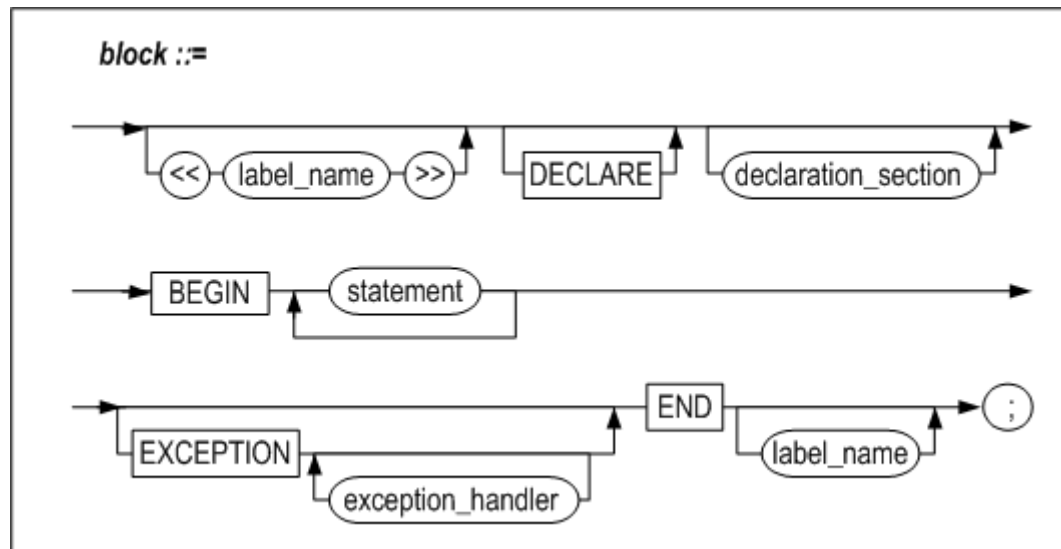 block ::=
<< label_name >> DECLARE declaration_section
BEGIN statement
EXCEPTION exception_handler END label_name ;